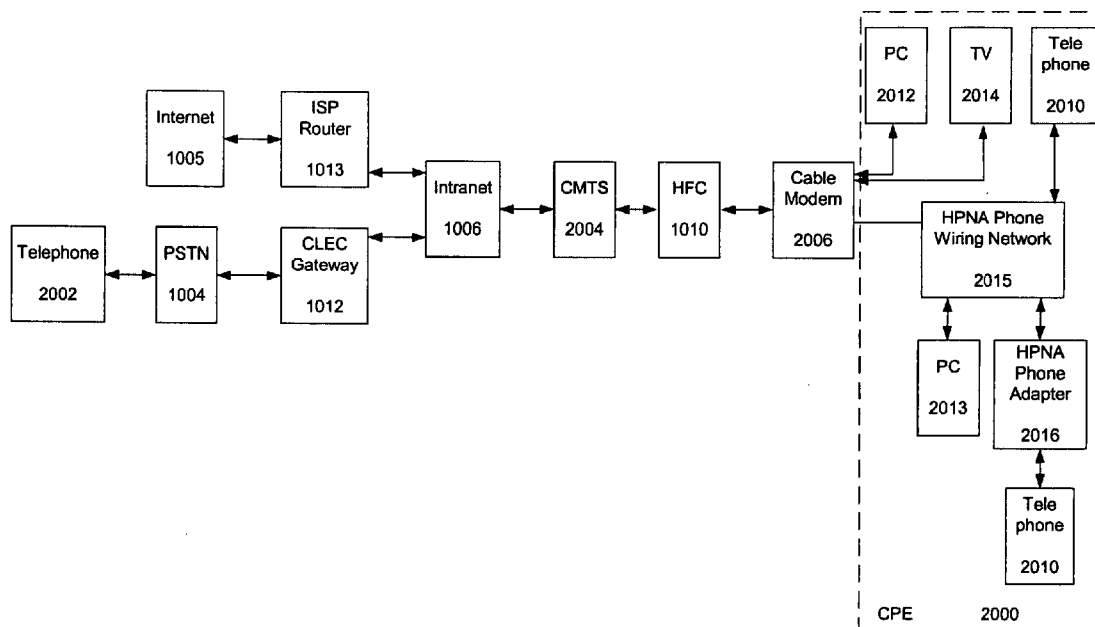 PC
2012
TV
2014
Tele
phone
2010
Internet
1005
ISP
Router
1013
Intranet
1006
CMTS
2004
HFC
1010
Cable
Modem
2006
HPNA Phone
Wiring Network
2015
Telephone
2002
PSTN
1004
CLEC
Gateway
1012
PC
2013
HPNA
Phone
Adapter
2016
Tele
phone
2010
CPE 2000